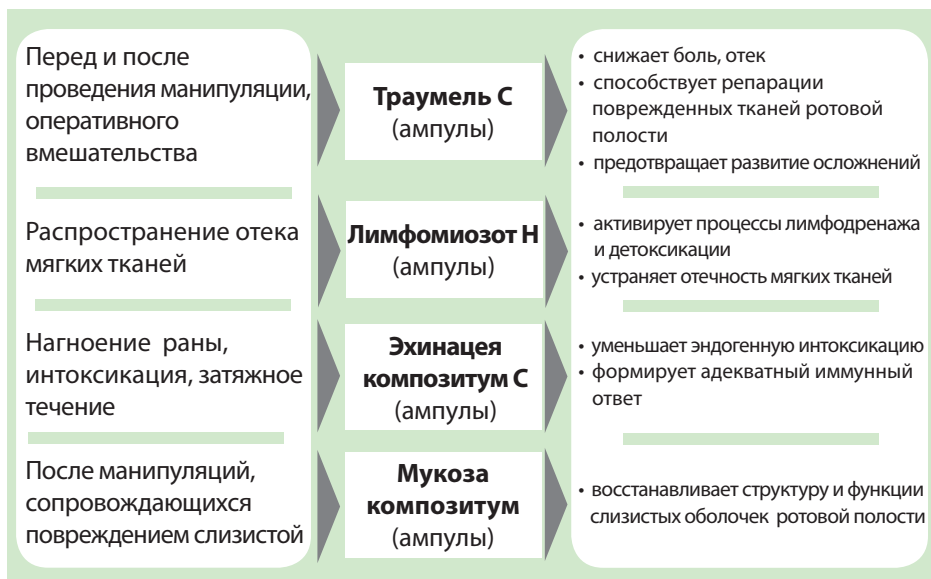 Перед и после
проведения манипуляции,
оперативного
вмешательства
Траумель С
(ампулы)
• снижает боль, отек
• способствует репарации
поврежденных тканей ротовой
полости
• предотвращает развитие осложнений
Распространение отека
мягких тканей
Лимфомиозот Н
(ампулы)
• активирует процессы лимфодренажа
и детоксикации
• устраняет отечность мягких тканей
Нагноение раны,
интоксикация, затяжное
течение
Эхинацея
композитум С
(ампулы)
• уменьшает эндогенную интоксикацию
• формирует адекватный иммунный
ответ
После манипуляций,
сопровождающихся
повреждением слизистой
Мукоза
композитум
(ампулы)
• восстанавливает структуру и функции
слизистых оболочек ротовой полости